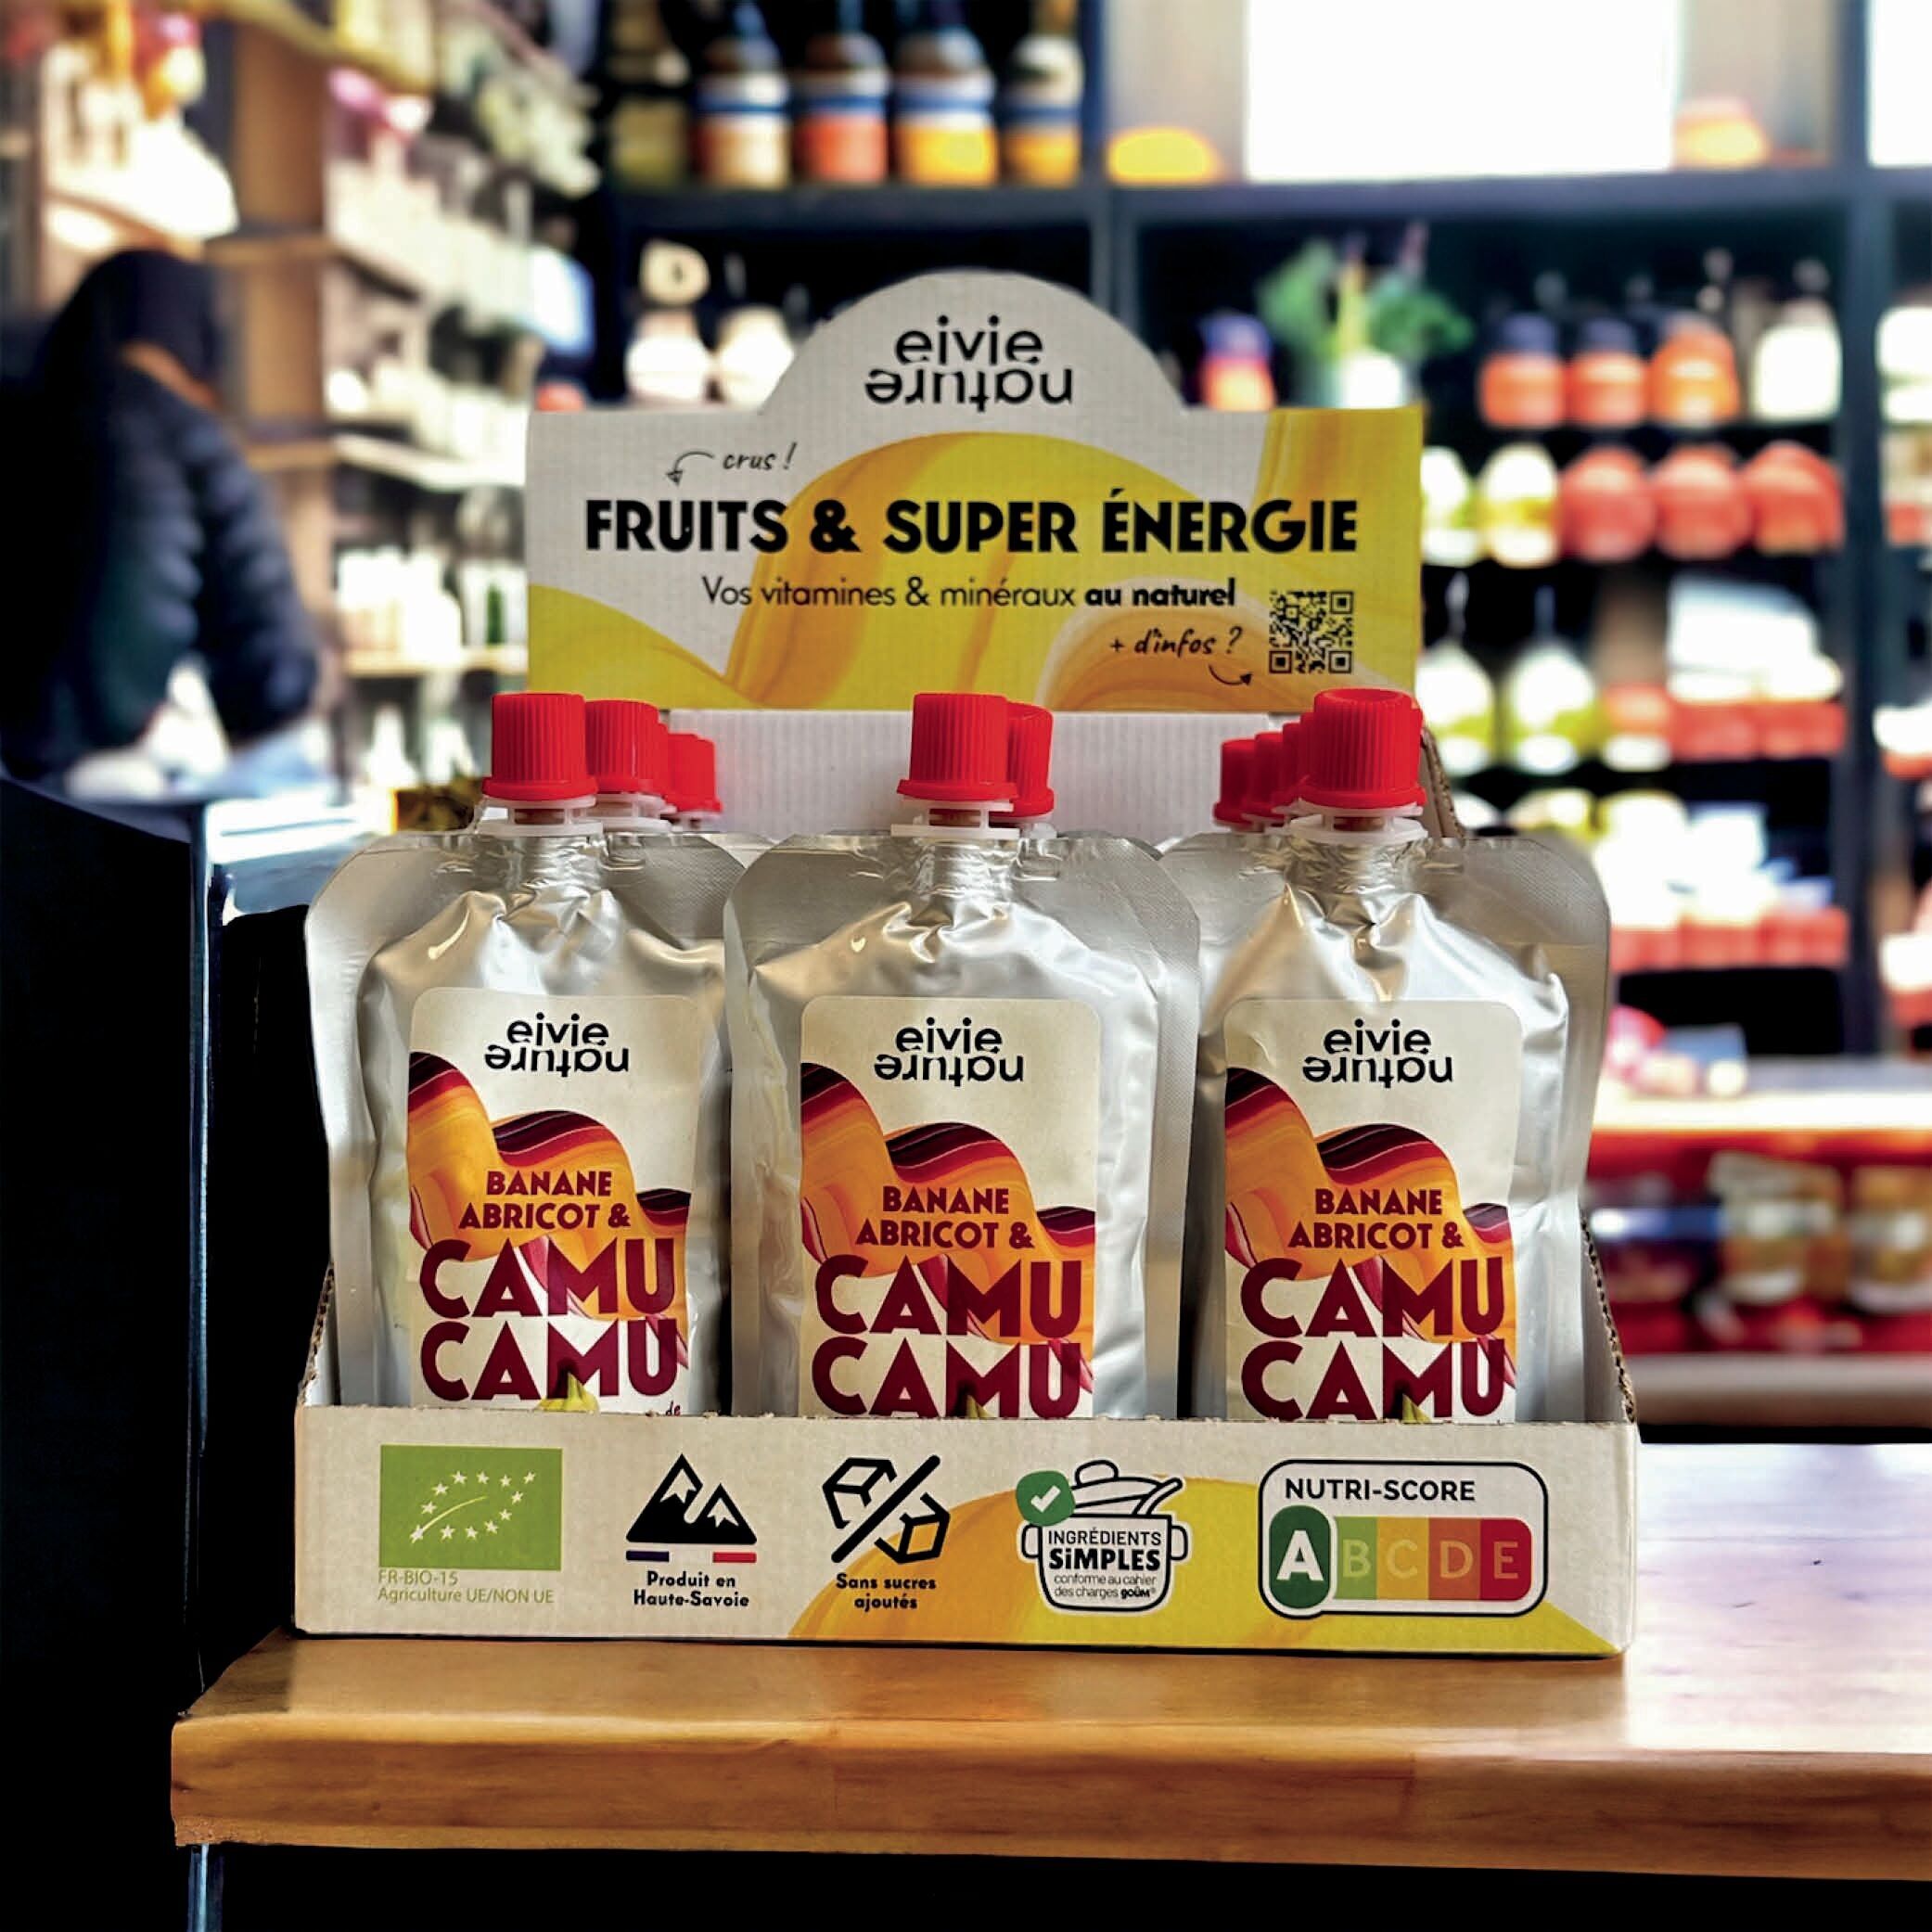 eivie
nature
crus !
FRUITS & SUPER ÉNERGIE
Vos vitamines & minéraux au naturel
+ d'infos ?
eivie
nature
BANANE
ABRICOT &
CAMU
CAMU
de
eivie
nature
BANANE
ABRICOT &
CAMU
CAMU
eivie
nature
BANANE
ABRICOT &
CAMU
CAMU
FR-BIO-15
Agriculture UE/NON UE
Produit en
Haute-Savoie
Sans sucres
ajoutés
INGRÉDIENTS
SiMPLES
conforme au cahier
des charges goûm®
NUTRI-SCORE
A B C D E